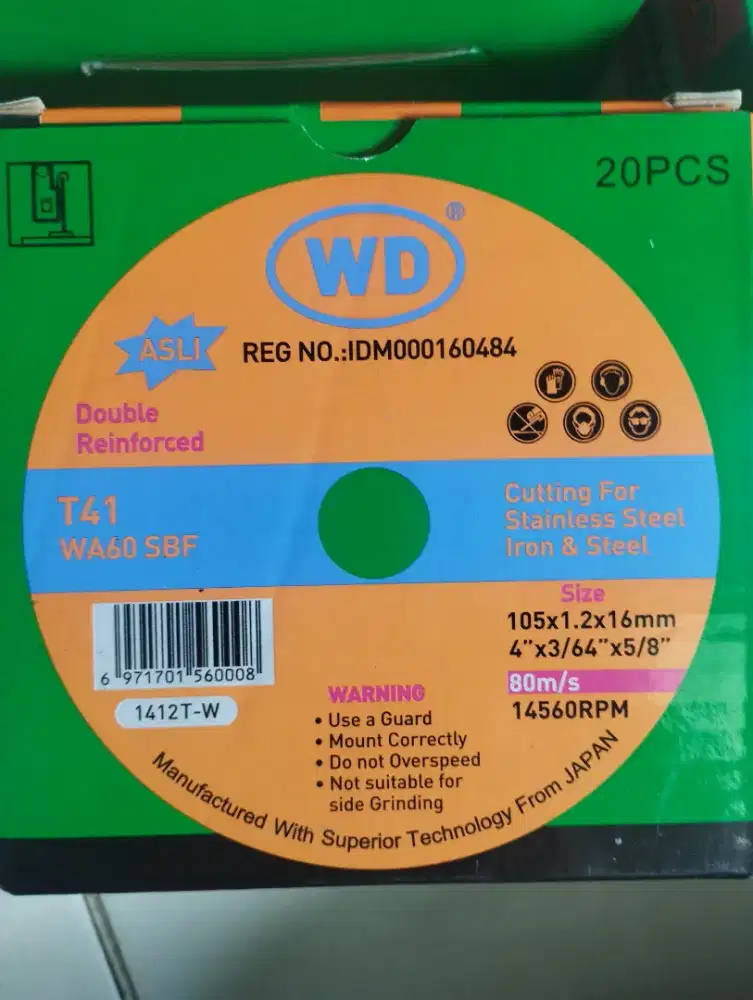 20PCS
WD
®
ASLI
REG NO.:IDM000160484
Double
Reinforced
T41
WA60 SBF
Cutting For
Stainless Steel
Iron & Steel
Size
105x1.2x16mm
4”x3/64”x5/8”
80m/s
14560RPM
6 971701 560008
1412T-W
WARNING
• Use a Guard
• Mount Correctly
• Do not Overspeed
• Not suitable for
side Grinding
Manufactured With Superior Technology From JAPAN